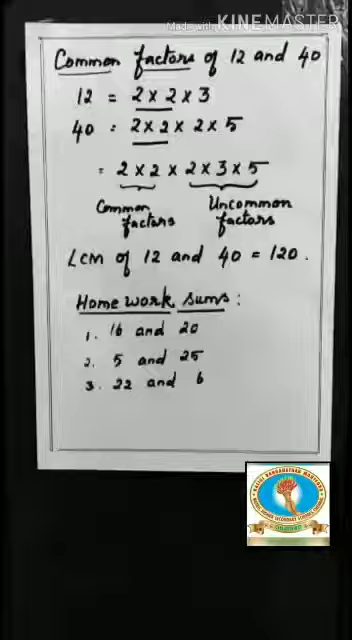 Made with KINEMASTER
Common factors of 12 and 40
12 = 2 x 2 x 3
40 = 2 x 2 x 2 x 5
= 2 x 2 x 2 x 3 x 5
Common factors Uncommon factors
LCM of 12 and 40 = 120.
Home work sums:
1. 16 and 20
2. 5 and 25
3. 22 and 6